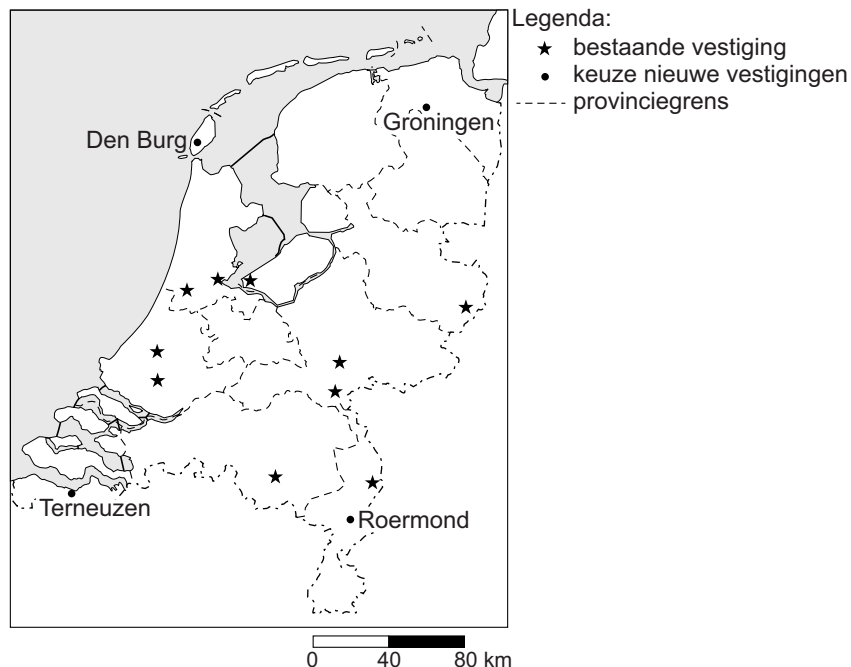 Legenda:
bestaande vestiging
keuze nieuwe vestigingen
provinciegrens
Groningen
Den Burg
Terneuzen
Roermond
0 40 80 km